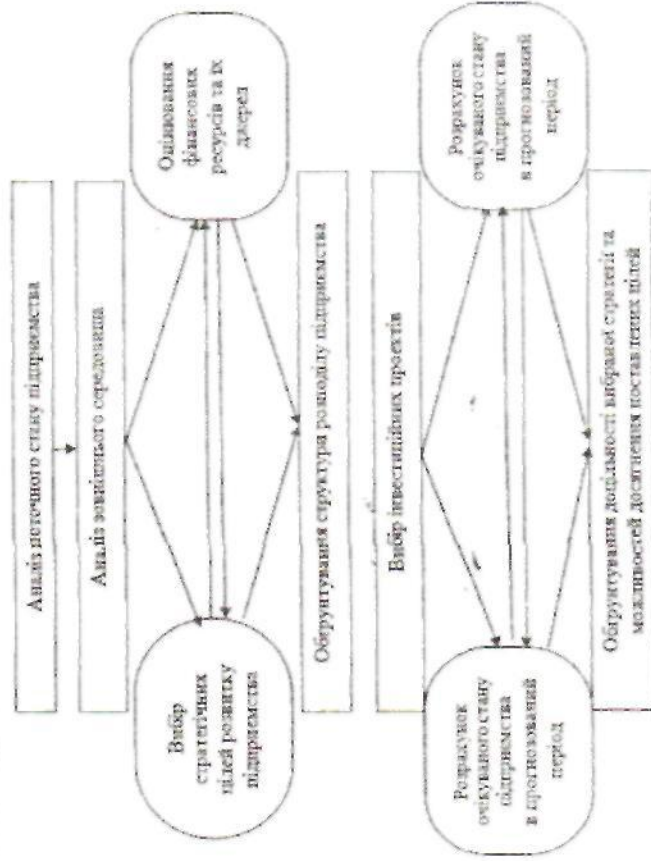 Аналіз поточного стану підприємства
Аналіз зовнішнього середовища
Вибір
стратегічних
цілей розвитку
підприємства
Оцінювання
фінансових
ресурсів та їх
джерел
Обґрунтування структури розподілу підприємства
Вибір інвестиційних проектів
Розрахунок
очікуваного стану
підприємства
в прогнозований
період
Розрахунок
очікуваного стану
підприємства
в прогнозований
період
Обґрунтування доцільності вибраної стратегії та
можливостей досягнення поставлених цілей